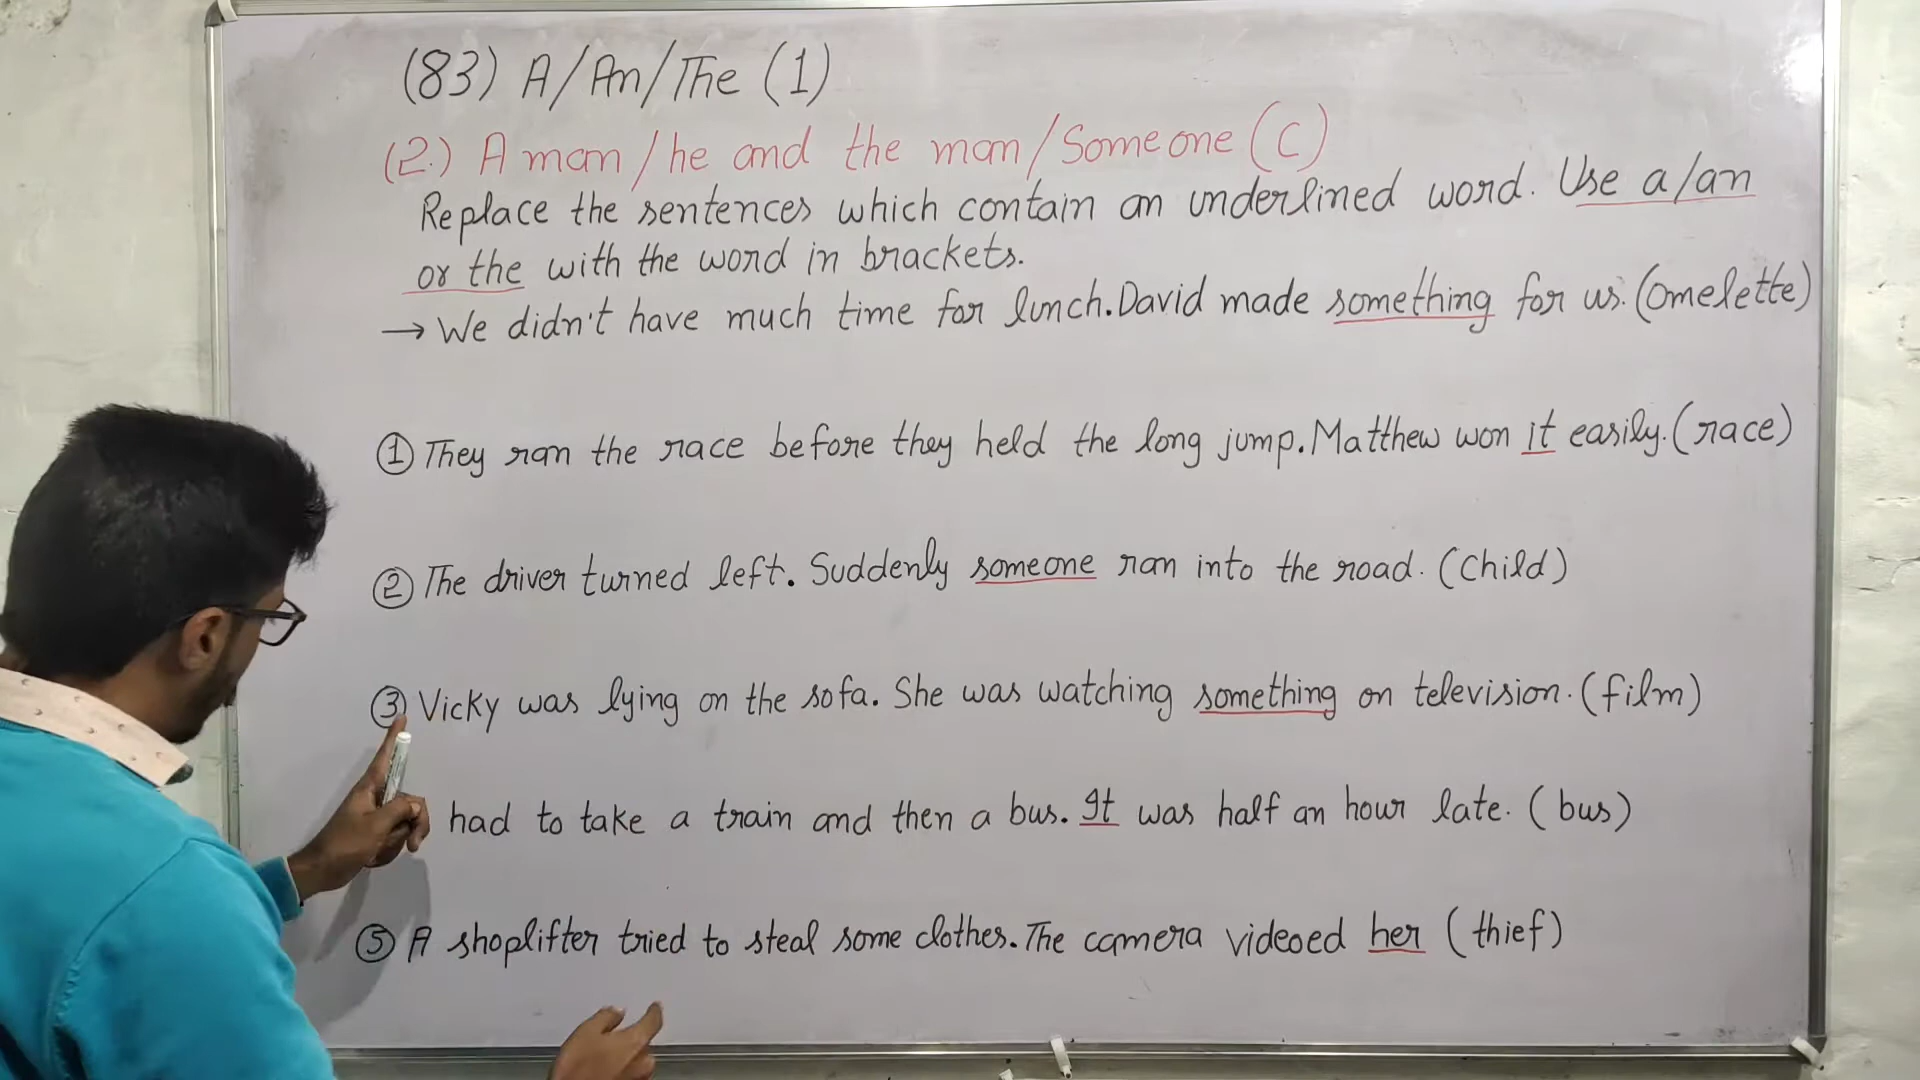 (83) A/An/The (1)
(2.) A man/he and the man/Someone (C)
Replace the sentences which contain an underlined word. Use a/an
or the with the word in brackets.
→ We didn't have much time for lunch. David made something for us. (Omelette)
① They ran the race before they held the long jump. Matthew won it easily. (race)
② The driver turned left. Suddenly someone ran into the road. (Child)
③ Vicky was lying on the sofa. She was watching something on television. (film)
had to take a train and then a bus. It was half an hour late. (bus)
⑤ A shoplifter tried to steal some clothes. The camera videoed her (thief)